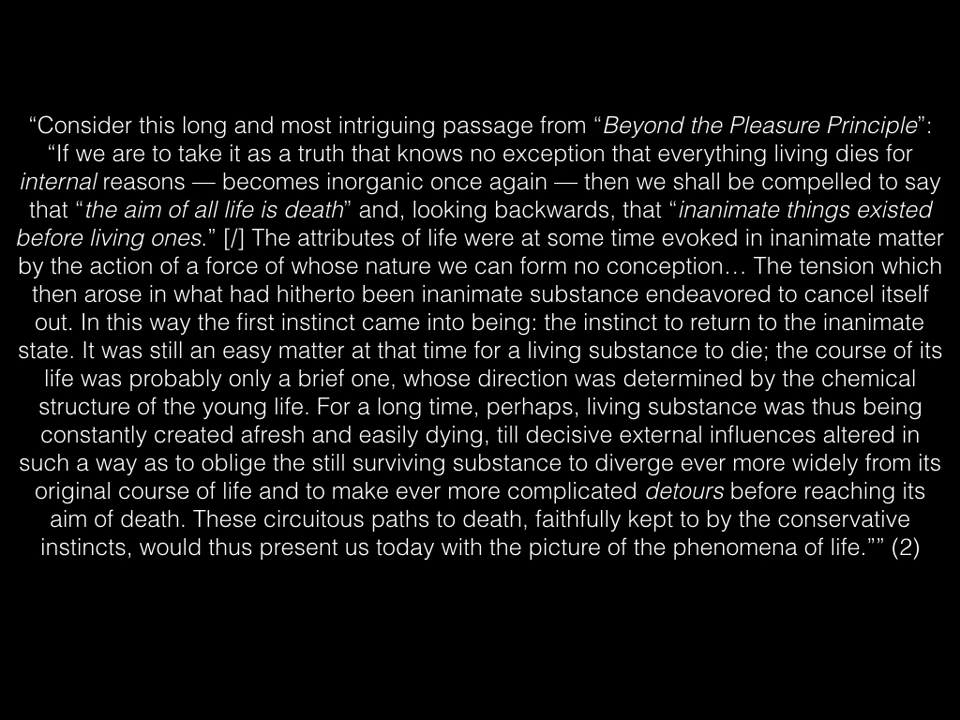 “Consider this long and most intriguing passage from “Beyond the Pleasure Principle”:
“If we are to take it as a truth that knows no exception that everything living dies for
internal reasons — becomes inorganic once again — then we shall be compelled to say
that “the aim of all life is death” and, looking backwards, that “inanimate things existed
before living ones.” [/] The attributes of life were at some time evoked in inanimate matter
by the action of a force of whose nature we can form no conception… The tension which
then arose in what had hitherto been inanimate substance endeavored to cancel itself
out. In this way the first instinct came into being: the instinct to return to the inanimate
state. It was still an easy matter at that time for a living substance to die; the course of its
life was probably only a brief one, whose direction was determined by the chemical
structure of the young life. For a long time, perhaps, living substance was thus being
constantly created afresh and easily dying, till decisive external influences altered in
such a way as to oblige the still surviving substance to diverge ever more widely from its
original course of life and to make ever more complicated detours before reaching its
aim of death. These circuitous paths to death, faithfully kept to by the conservative
instincts, would thus present us today with the picture of the phenomena of life.”” (2)